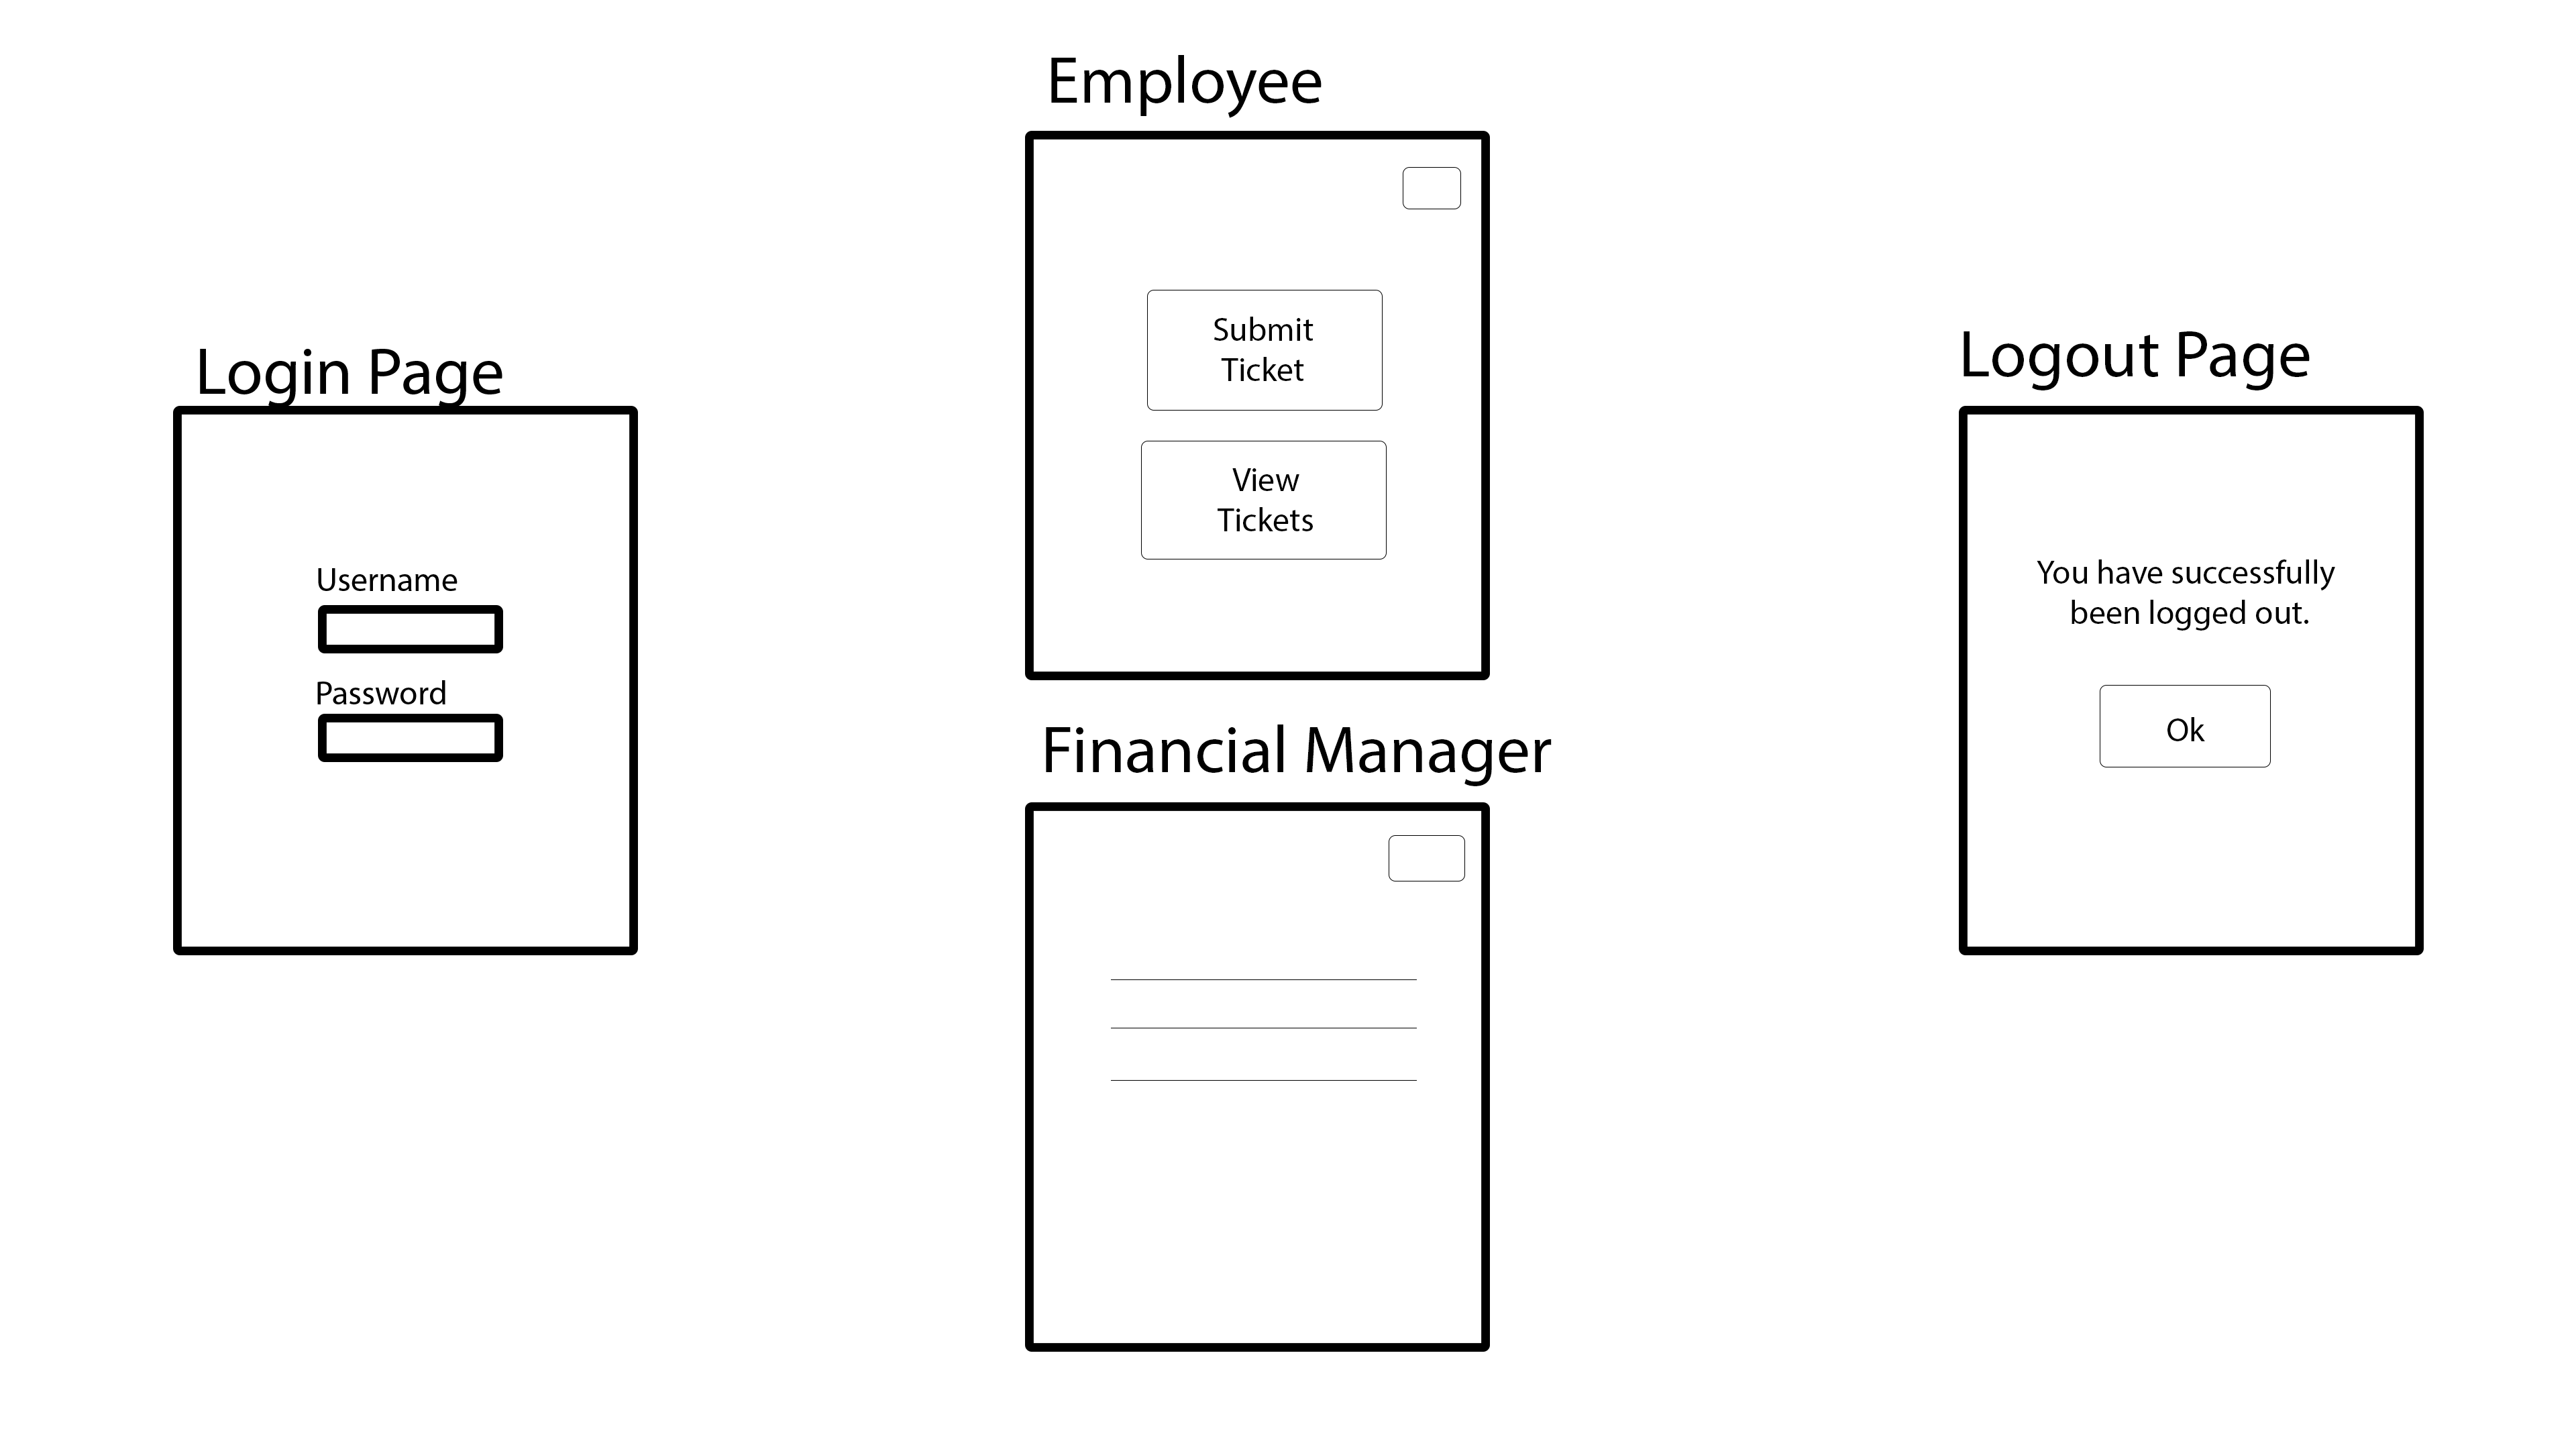 Login Page
Username
Password
Employee
Submit
Ticket
View
Tickets
Financial Manager
Logout Page
You have successfully
been logged out.
Ok